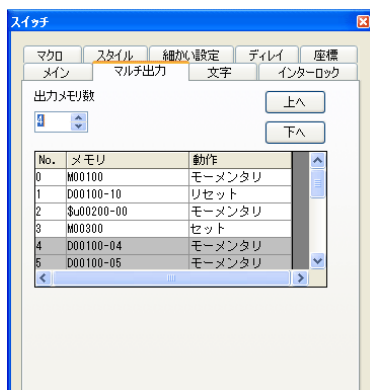 スイッチ
マクロ スタイル 細かい設定 ディレイ 座標
メイン マルチ出力 文字 インターロック
出力メモリ数
上へ
4
下へ
No. メモリ 動作
0 M00100 モーメンタリ
1 D00100-10 リセット
2 $u00200-00 モーメンタリ
3 M00300 セット
4 D00100-04 モーメンタリ
5 D00100-05 モーメンタリ